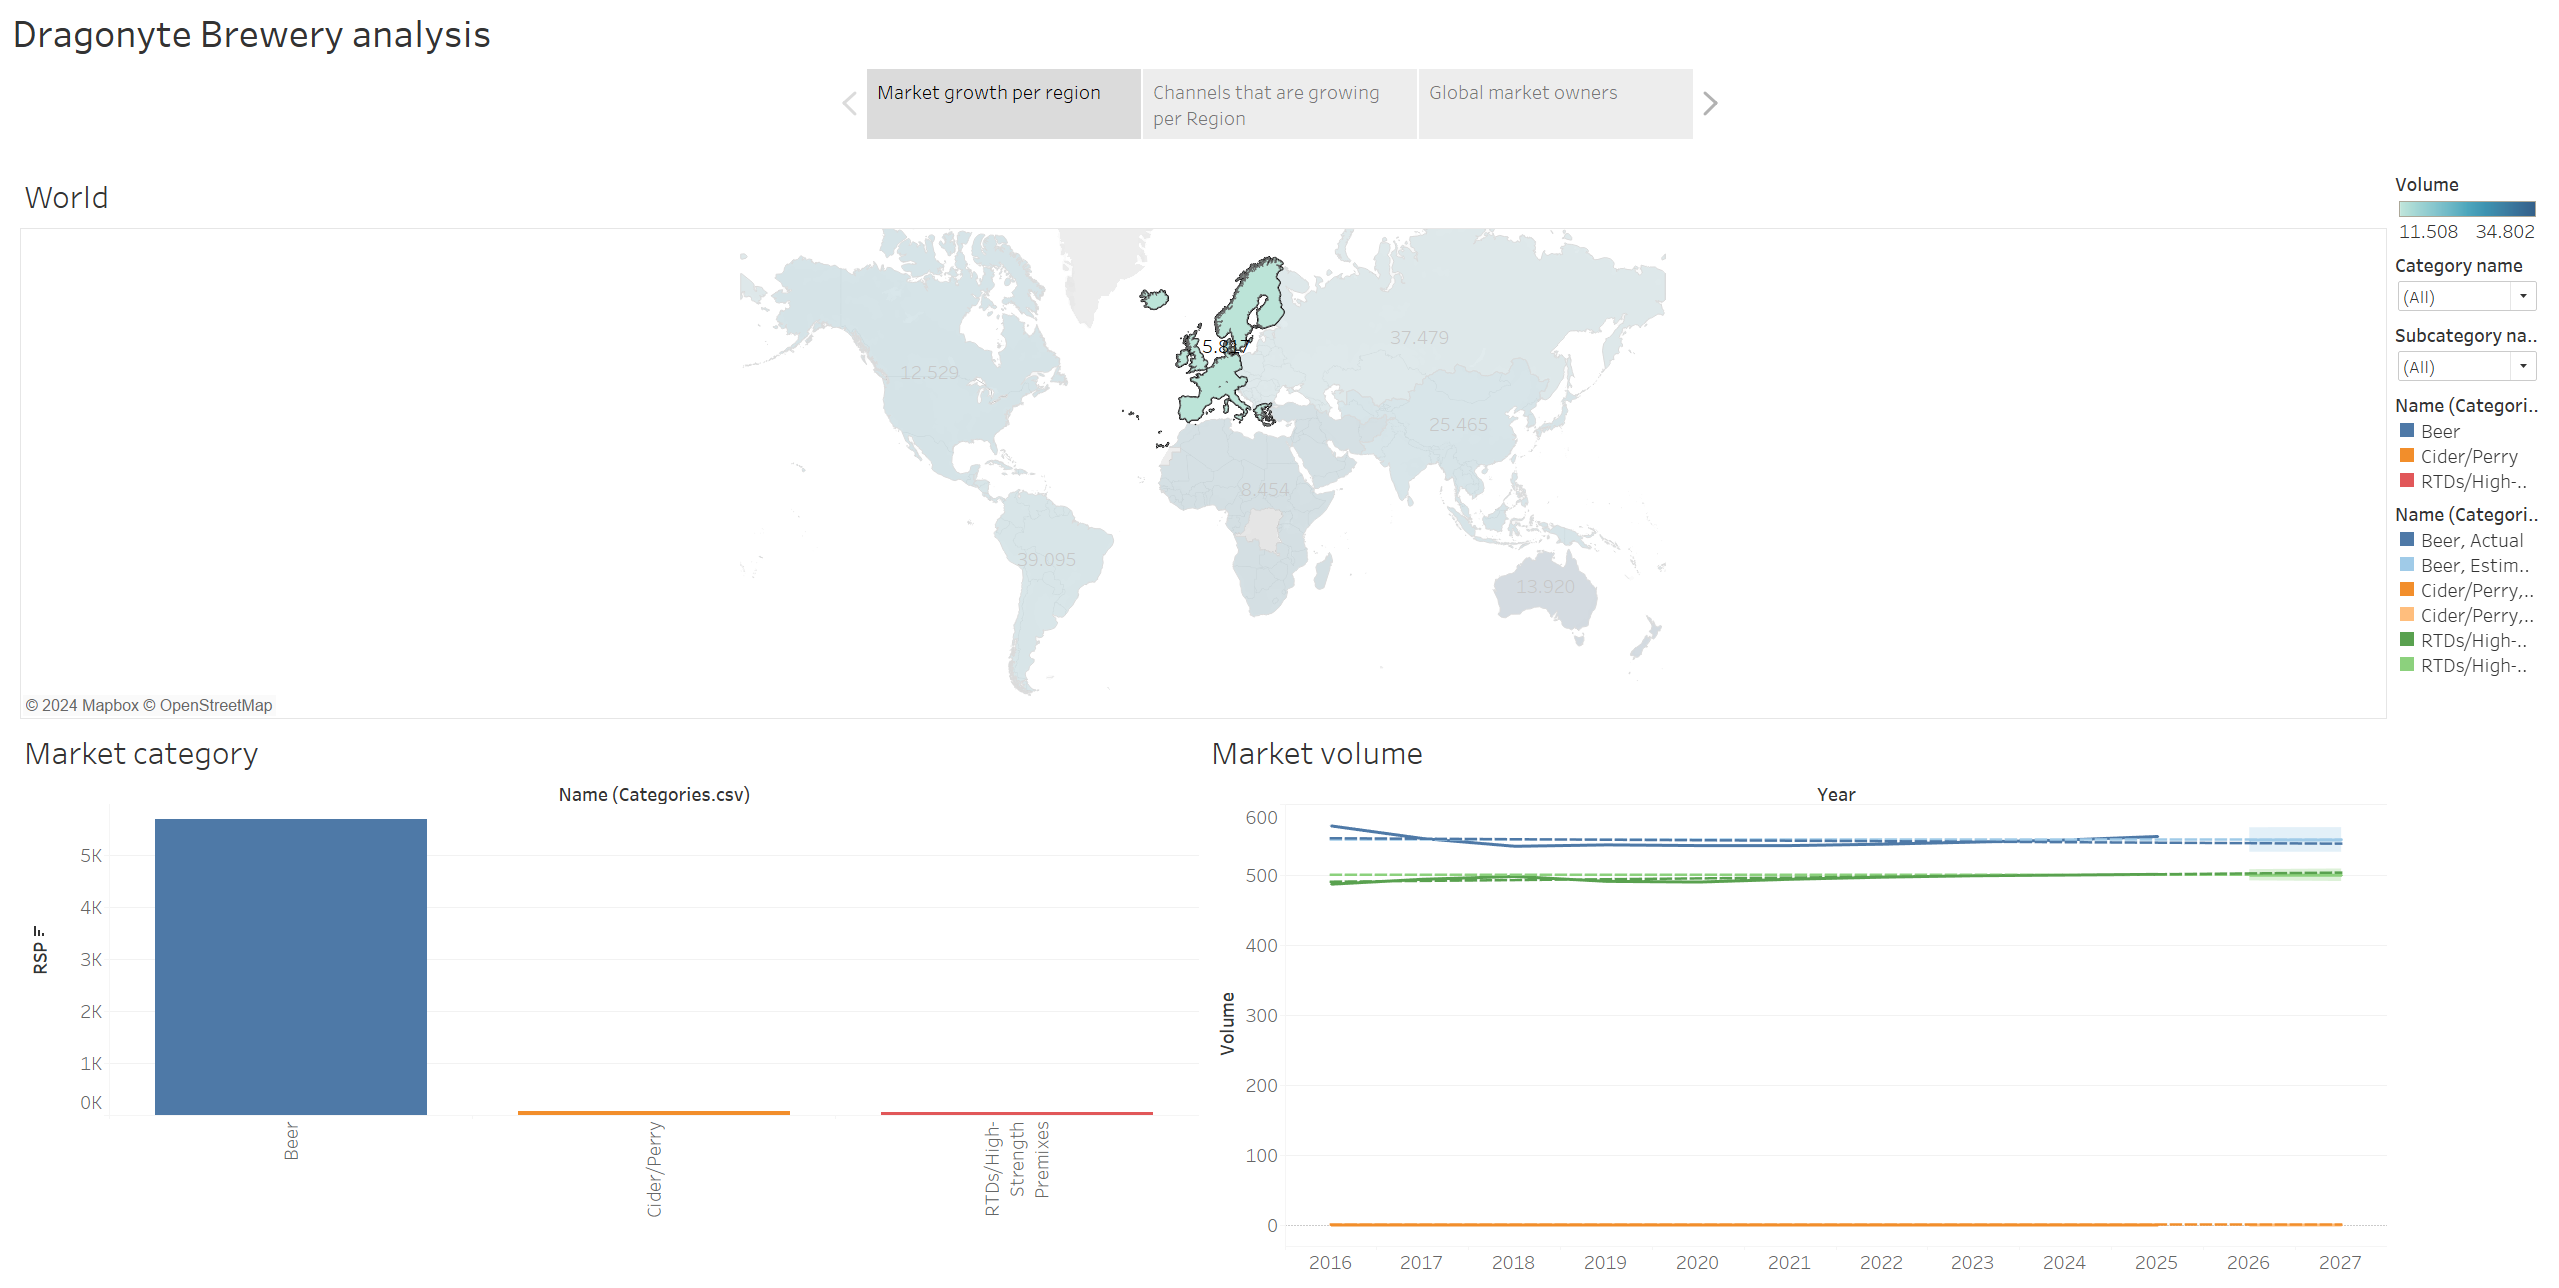 Dragonyte Brewery analysis
Market growth per region
Channels that are growing
per Region
Global market owners
World
12.529
37.479
25.465
8.454
39.095
13.920
© 2024 Mapbox © OpenStreetMap
Volume
11.508 34.802
Category name
(All)
Subcategory na..
(All)
Name (Categori..
Beer
Cider/Perry
RTDs/High-..
Name (Categori..
Beer, Actual
Beer, Estim..
Cider/Perry,..
Cider/Perry,..
RTDs/High-..
RTDs/High-..
Market category
Name (Categories.csv)
RSP
5K
4K
3K
2K
1K
0K
Beer
Cider/Perry
RTDs/High-
Strength
Premixes
Market volume
Year
Volume
600
500
400
300
200
100
0
2016 2017 2018 2019 2020 2021 2022 2023 2024 2025 2026 2027